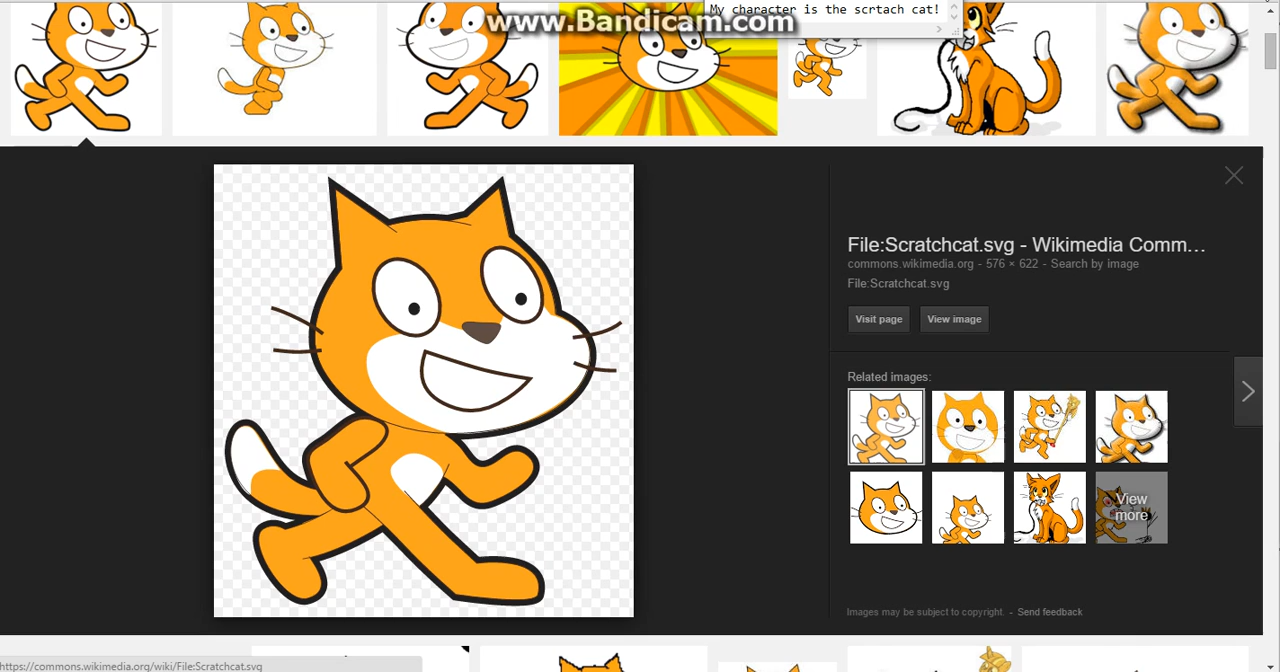 My character is the scrtach cat!
www.Bandicam.com
File:Scratchcat.svg - Wikimedia Comm…
commons.wikimedia.org - 576 × 622 - Search by image
File:Scratchcat.svg
Visit page
View image
Related images:
View
more
Images may be subject to copyright. - Send feedback
https://commons.wikimedia.org/wiki/File:Scratchcat.svg